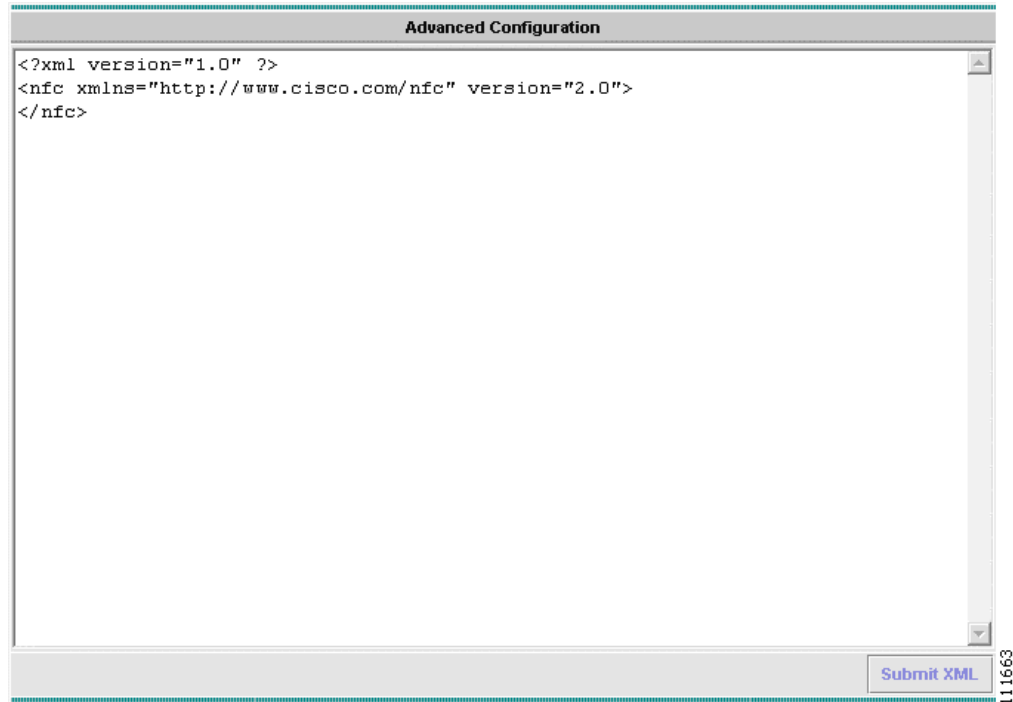 Advanced Configuration
<?xml version="1.0" ?>
<nfc xmlns="http://www.cisco.com/nfc" version="2.0">
</nfc>
Submit XML
111663